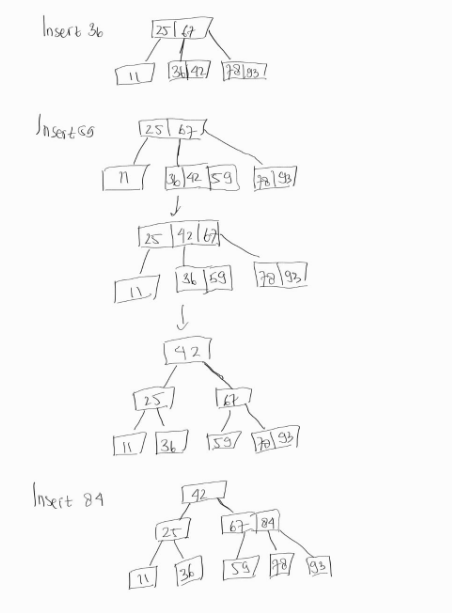 Insert 36
25 67
11 36 42 78 93
Insert 59
25 67
11 36 42 59 78 93
25 42 67
11 36 59 78 93
42
25 67
11 36 59 78 93
Insert 84
42
25 67 84
11 36 59 78 93